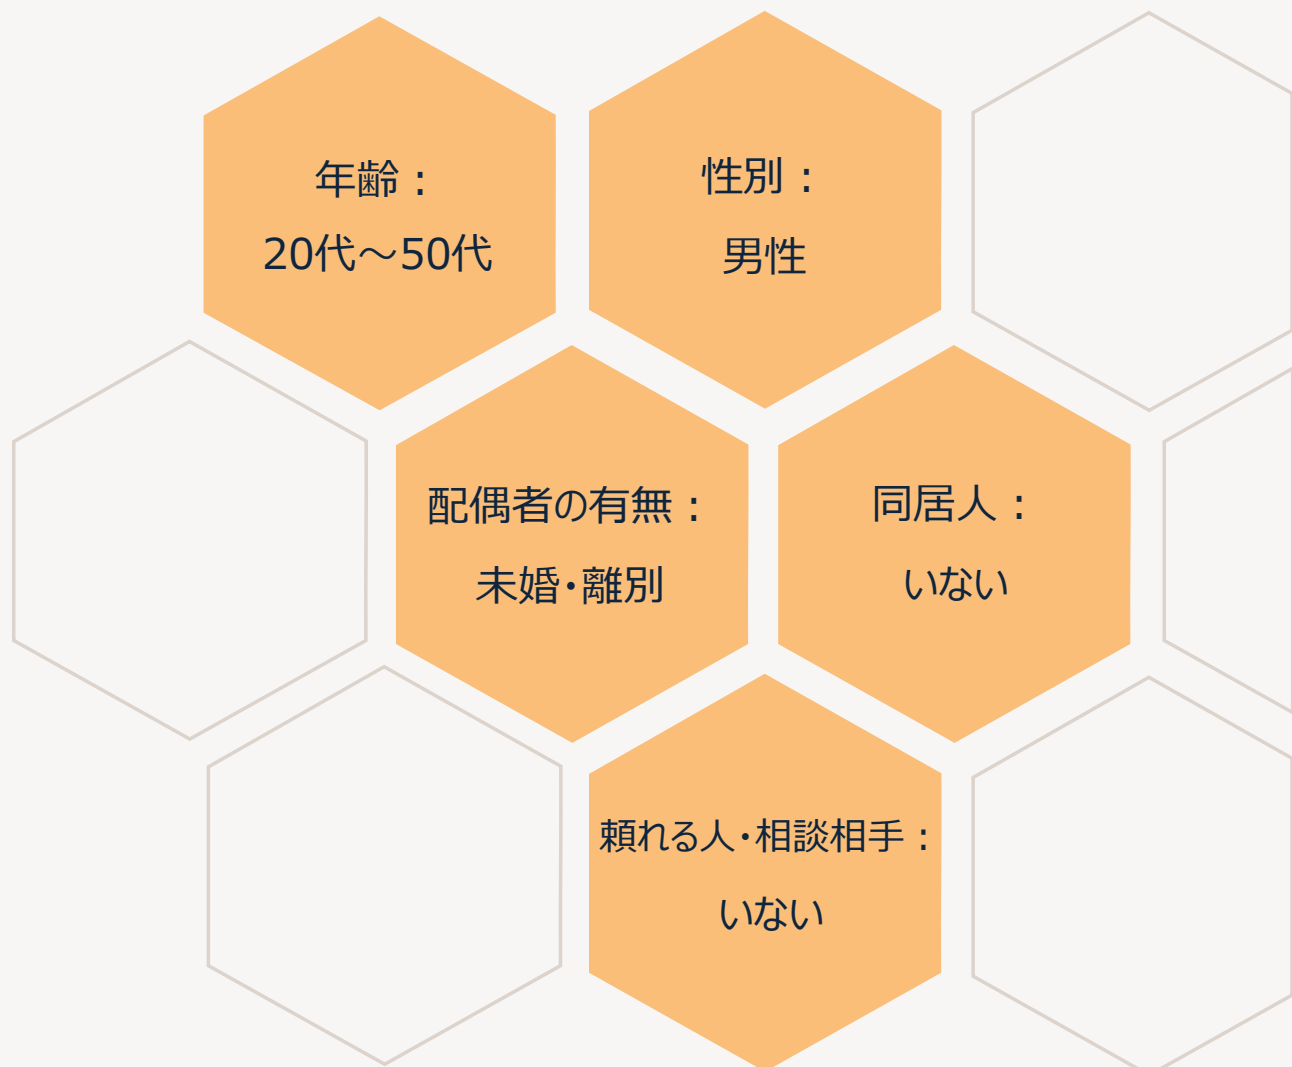 年齢：
20代～50代
性別：
男性
配偶者の有無：
未婚・離別
同居人：
いない
頼れる人・相談相手：
いない